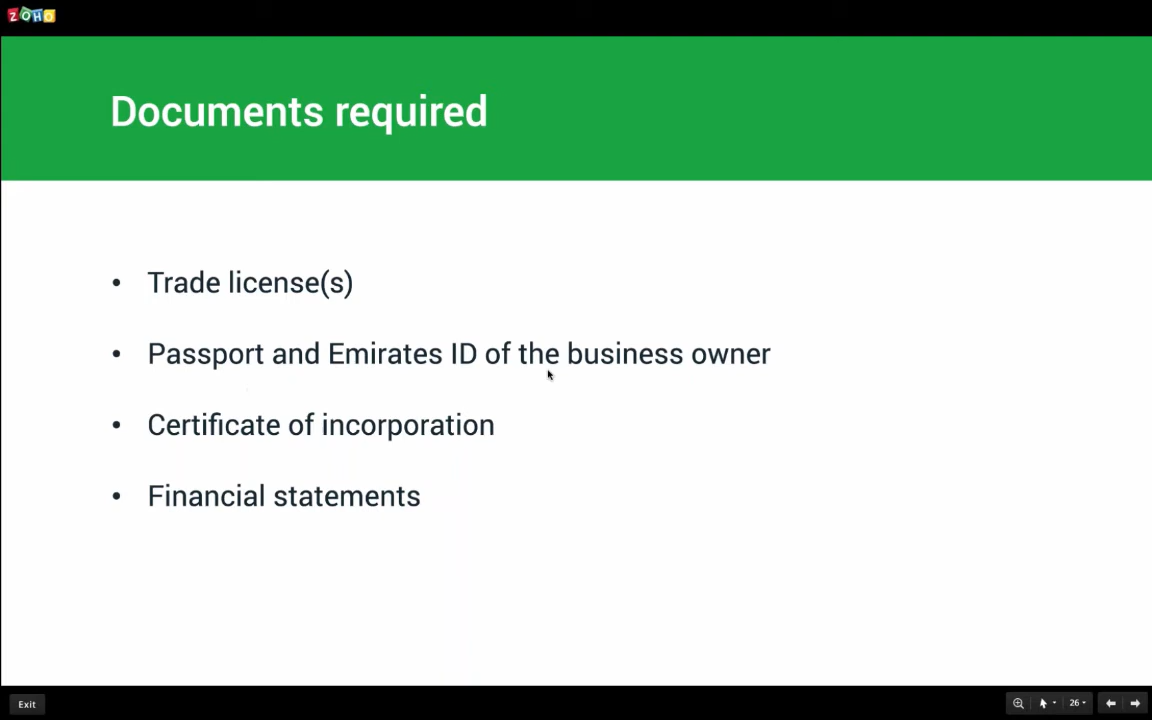 ZOHO
Documents required
• Trade license(s)
• Passport and Emirates ID of the business owner
• Certificate of incorporation
• Financial statements
Exit
26